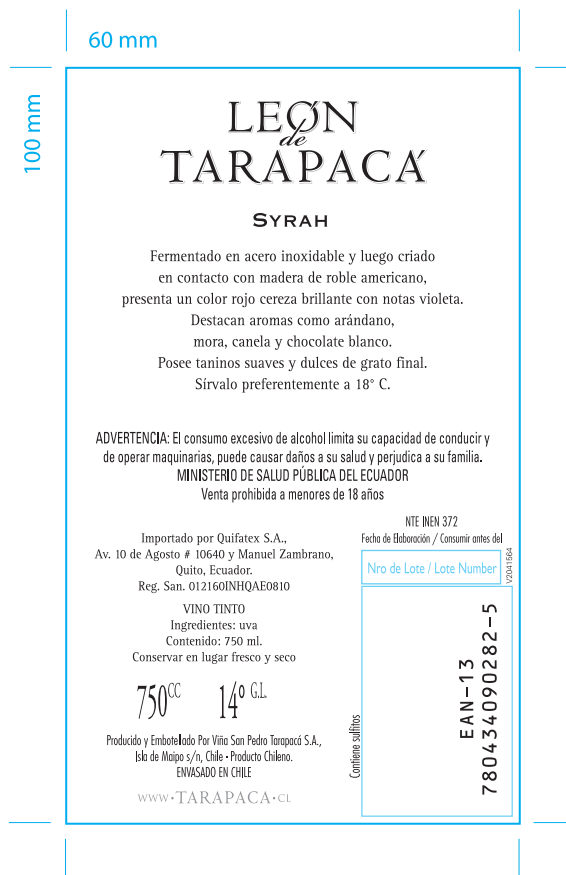 60 mm
100 mm
LEÓN
de
TARAPACÁ
SYRAH
Fermentado en acero inoxidable y luego criado
en contacto con madera de roble americano,
presenta un color rojo cereza brillante con notas violeta.
Destacan aromas como arándano,
mora, canela y chocolate blanco.
Posee taninos suaves y dulces de grato final.
Sírvalo preferentemente a 18° C.
ADVERTENCIA: El consumo excesivo de alcohol limita su capacidad de conducir y
de operar maquinarias, puede causar daños a su salud y perjudica a su familia.
MINISTERIO DE SALUD PÚBLICA DEL ECUADOR
Venta prohibida a menores de 18 años
NTE INEN 372
Fecha de Elaboración / Consumir antes del
Nro de Lote / Lote Number
V2041564
Importado por Quifatex S.A.,
Av. 10 de Agosto # 10640 y Manuel Zambrano,
Quito, Ecuador.
Reg. San. 012160INHQAE0810
VINO TINTO
Ingredientes: uva
Contenido: 750 ml.
Conservar en lugar fresco y seco
750CC 14° G.L.
Producido y Embotellado Por Viña San Pedro Tarapacá S.A.,
Isla de Maipo s/n, Chile • Producto Chileno.
ENVASADO EN CHILE
WWW•TARAPACA•CL
Contiene sulfitos
EAN-13
780434090282-5